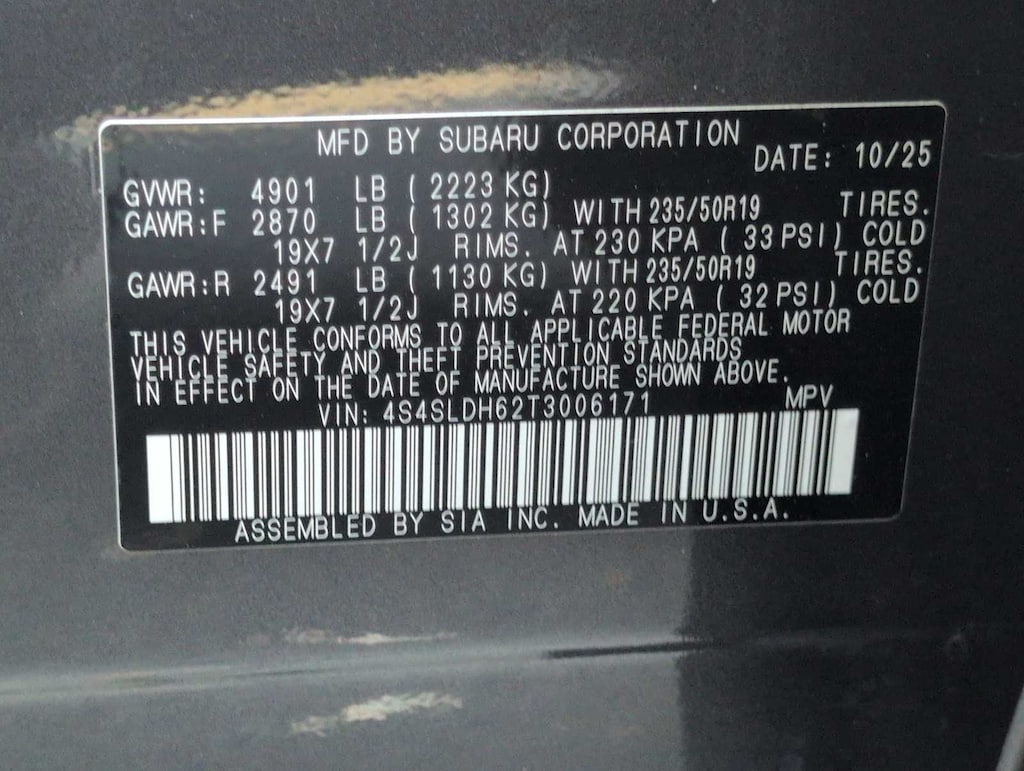 MFD BY SUBARU CORPORATION
DATE: 10/25
GVWR: 4901 LB ( 2223 KG)
GAWR:F 2870 LB ( 1302 KG) WITH 235/50R19 TIRES.
19X7 1/2J RIMS. AT 230 KPA ( 33 PSI) COLD
GAWR:R 2491 LB ( 1130 KG) WITH 235/50R19 TIRES.
19X7 1/2J RIMS. AT 220 KPA ( 32 PSI) COLD
THIS VEHICLE CONFORMS TO ALL APPLICABLE FEDERAL MOTOR
VEHICLE SAFETY AND THEFT PREVENTION STANDARDS
IN EFFECT ON THE DATE OF MANUFACTURE SHOWN ABOVE.
VIN: 4S4SLDH62T3006171 MPV
ASSEMBLED BY SIA INC. MADE IN U.S.A.